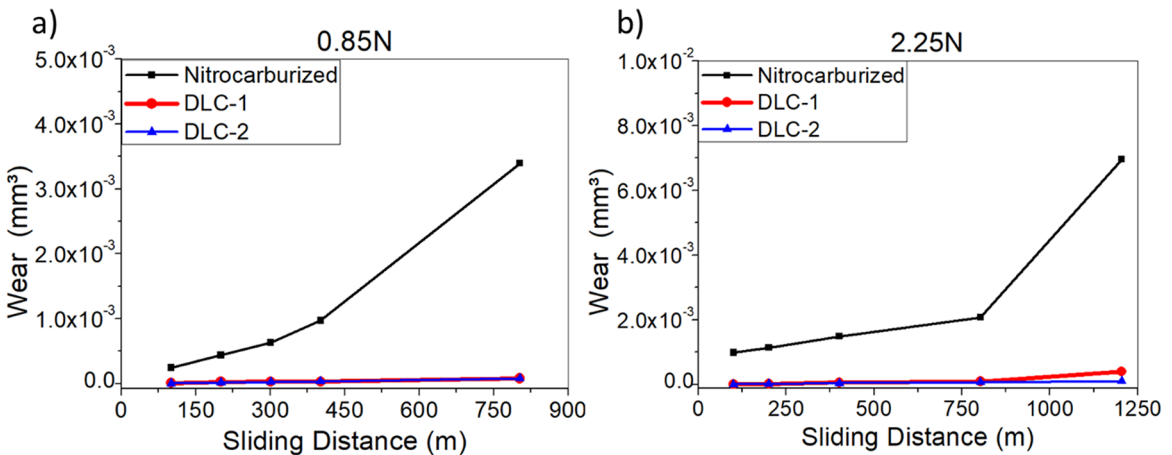 a)
0.85N
5.0x10⁻³
4.0x10⁻³
3.0x10⁻³
2.0x10⁻³
1.0x10⁻³
0.0
Wear (mm³)
Nitrocarburized
DLC-1
DLC-2
0 150 300 450 600 750 900
Sliding Distance (m)
b)
2.25N
1.0x10⁻²
8.0x10⁻³
6.0x10⁻³
4.0x10⁻³
2.0x10⁻³
0.0
Wear (mm³)
Nitrocarburized
DLC-1
DLC-2
0 250 500 750 1000 1250
Sliding Distance (m)